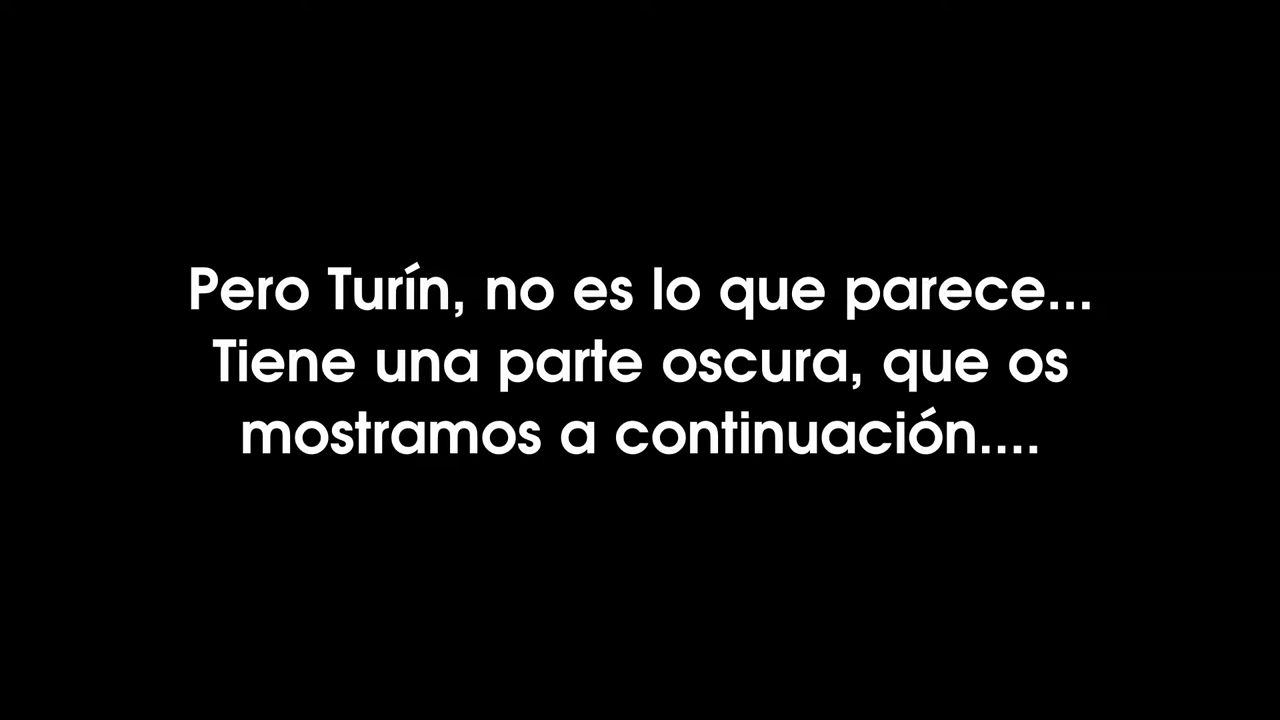 Pero Turín, no es lo que parece...
Tiene una parte oscura, que os
mostramos a continuación....